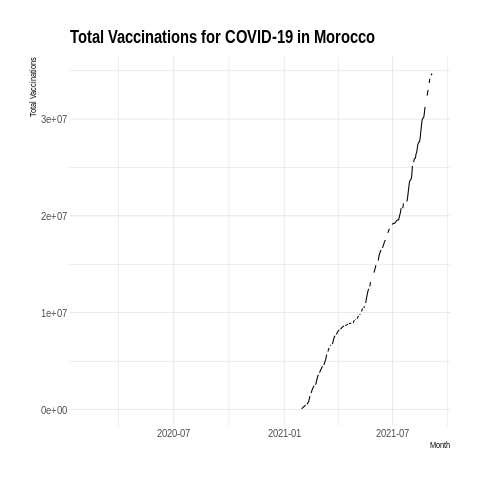 Total Vaccinations for COVID-19 in Morocco
Total Vaccinations
3e+07
2e+07
1e+07
0e+00
2020-07 2021-01 2021-07
Month